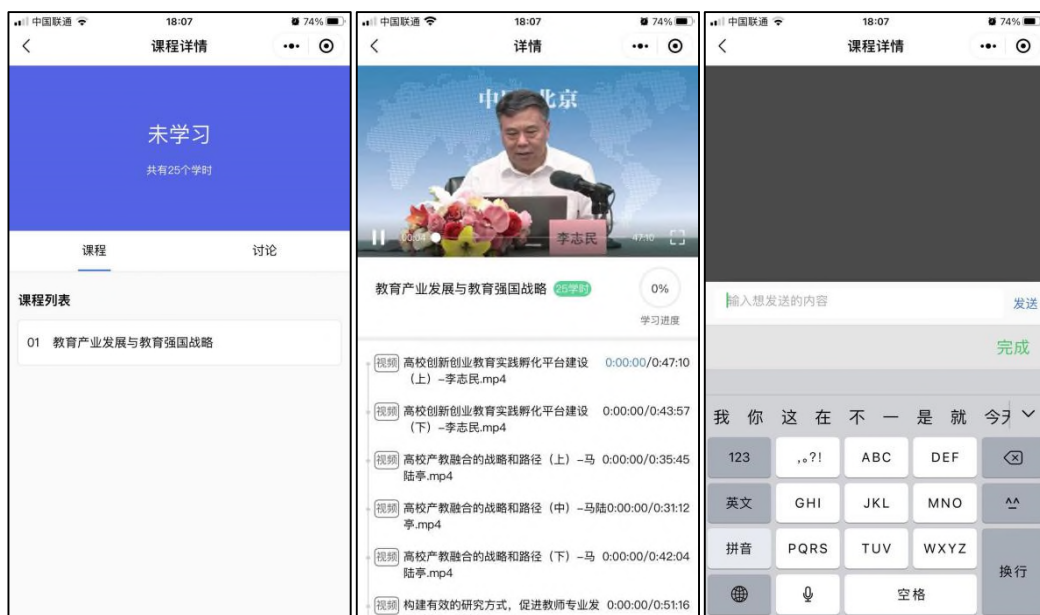 中国联通 18:07 74%
课程详情
未学习
共有25个学时
课程 讨论
课程列表
01 教育产业发展与教育强国战略
中国联通 18:07 74%
详情
中 北京
李志民
00:04 47:10
教育产业发展与教育强国战略 25学时 0%
学习进度
视频 高校创新创业教育实践孵化平台建设 0:00:00/0:47:10
（上）-李志民.mp4
视频 高校创新创业教育实践孵化平台建设 0:00:00/0:43:57
（下）-李志民.mp4
视频 高校产教融合的战略和路径（上）-马 0:00:00/0:35:45
陆亭.mp4
视频 高校产教融合的战略和路径（中）-马陆 0:00:00/0:31:12
亭.mp4
视频 高校产教融合的战略和路径（下）-马 0:00:00/0:42:04
陆亭.mp4
视频 构建有效的研究方式，促进教师专业发 0:00:00/0:51:16
中国联通 18:07 74%
课程详情
输入想发送的内容 发送
完成
我 你 这 在 不 一 是 就 今天
123 ,。?! ABC DEF
英文 GHI JKL MNO ^^
拼音 PQRS TUV WXYZ
换行
空格